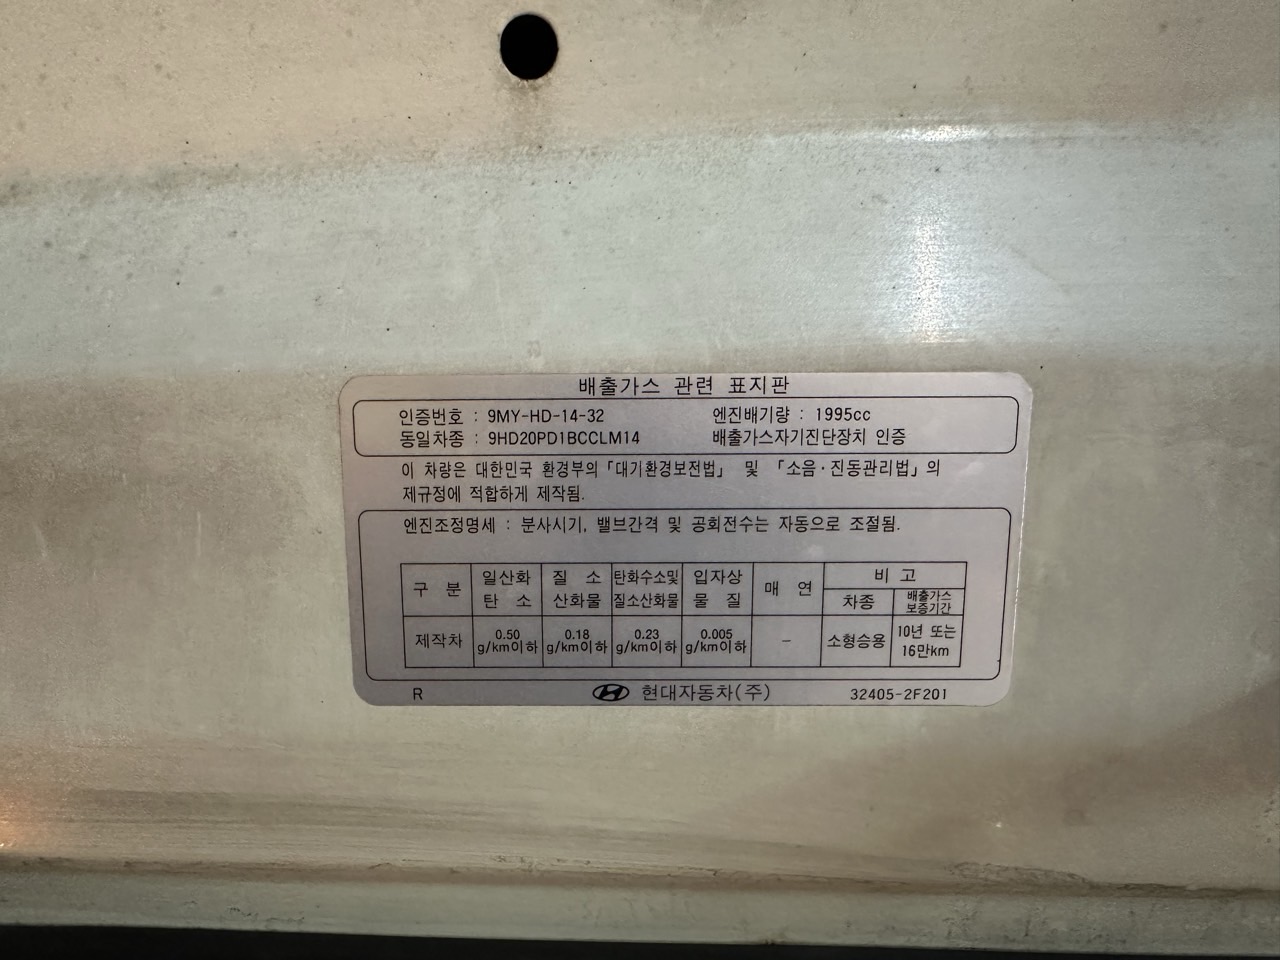 배출가스 관련 표지판
인증번호 : 9MY-HD-14-32 엔진배기량 : 1995cc
동일차종 : 9HD20PD1BCCLM14 배출가스자기진단장치 인증
이 차량은 대한민국 환경부의 「대기환경보전법」 및 「소음·진동관리법」의
제규정에 적합하게 제작됨.
엔진조정명세 : 분사시기, 밸브간격 및 공회전수는 자동으로 조절됨.
구 분 일산화 탄 소 질 소 산화물 탄화수소및 질소산화물 입자상 물 질 매 연 비 고
차종 배출가스 보증기간
제작차 0.50 g/km이하 0.18 g/km이하 0.23 g/km이하 0.005 g/km이하 - 소형승용 10년 또는 16만km
R 현대자동차(주) 32405-2F201